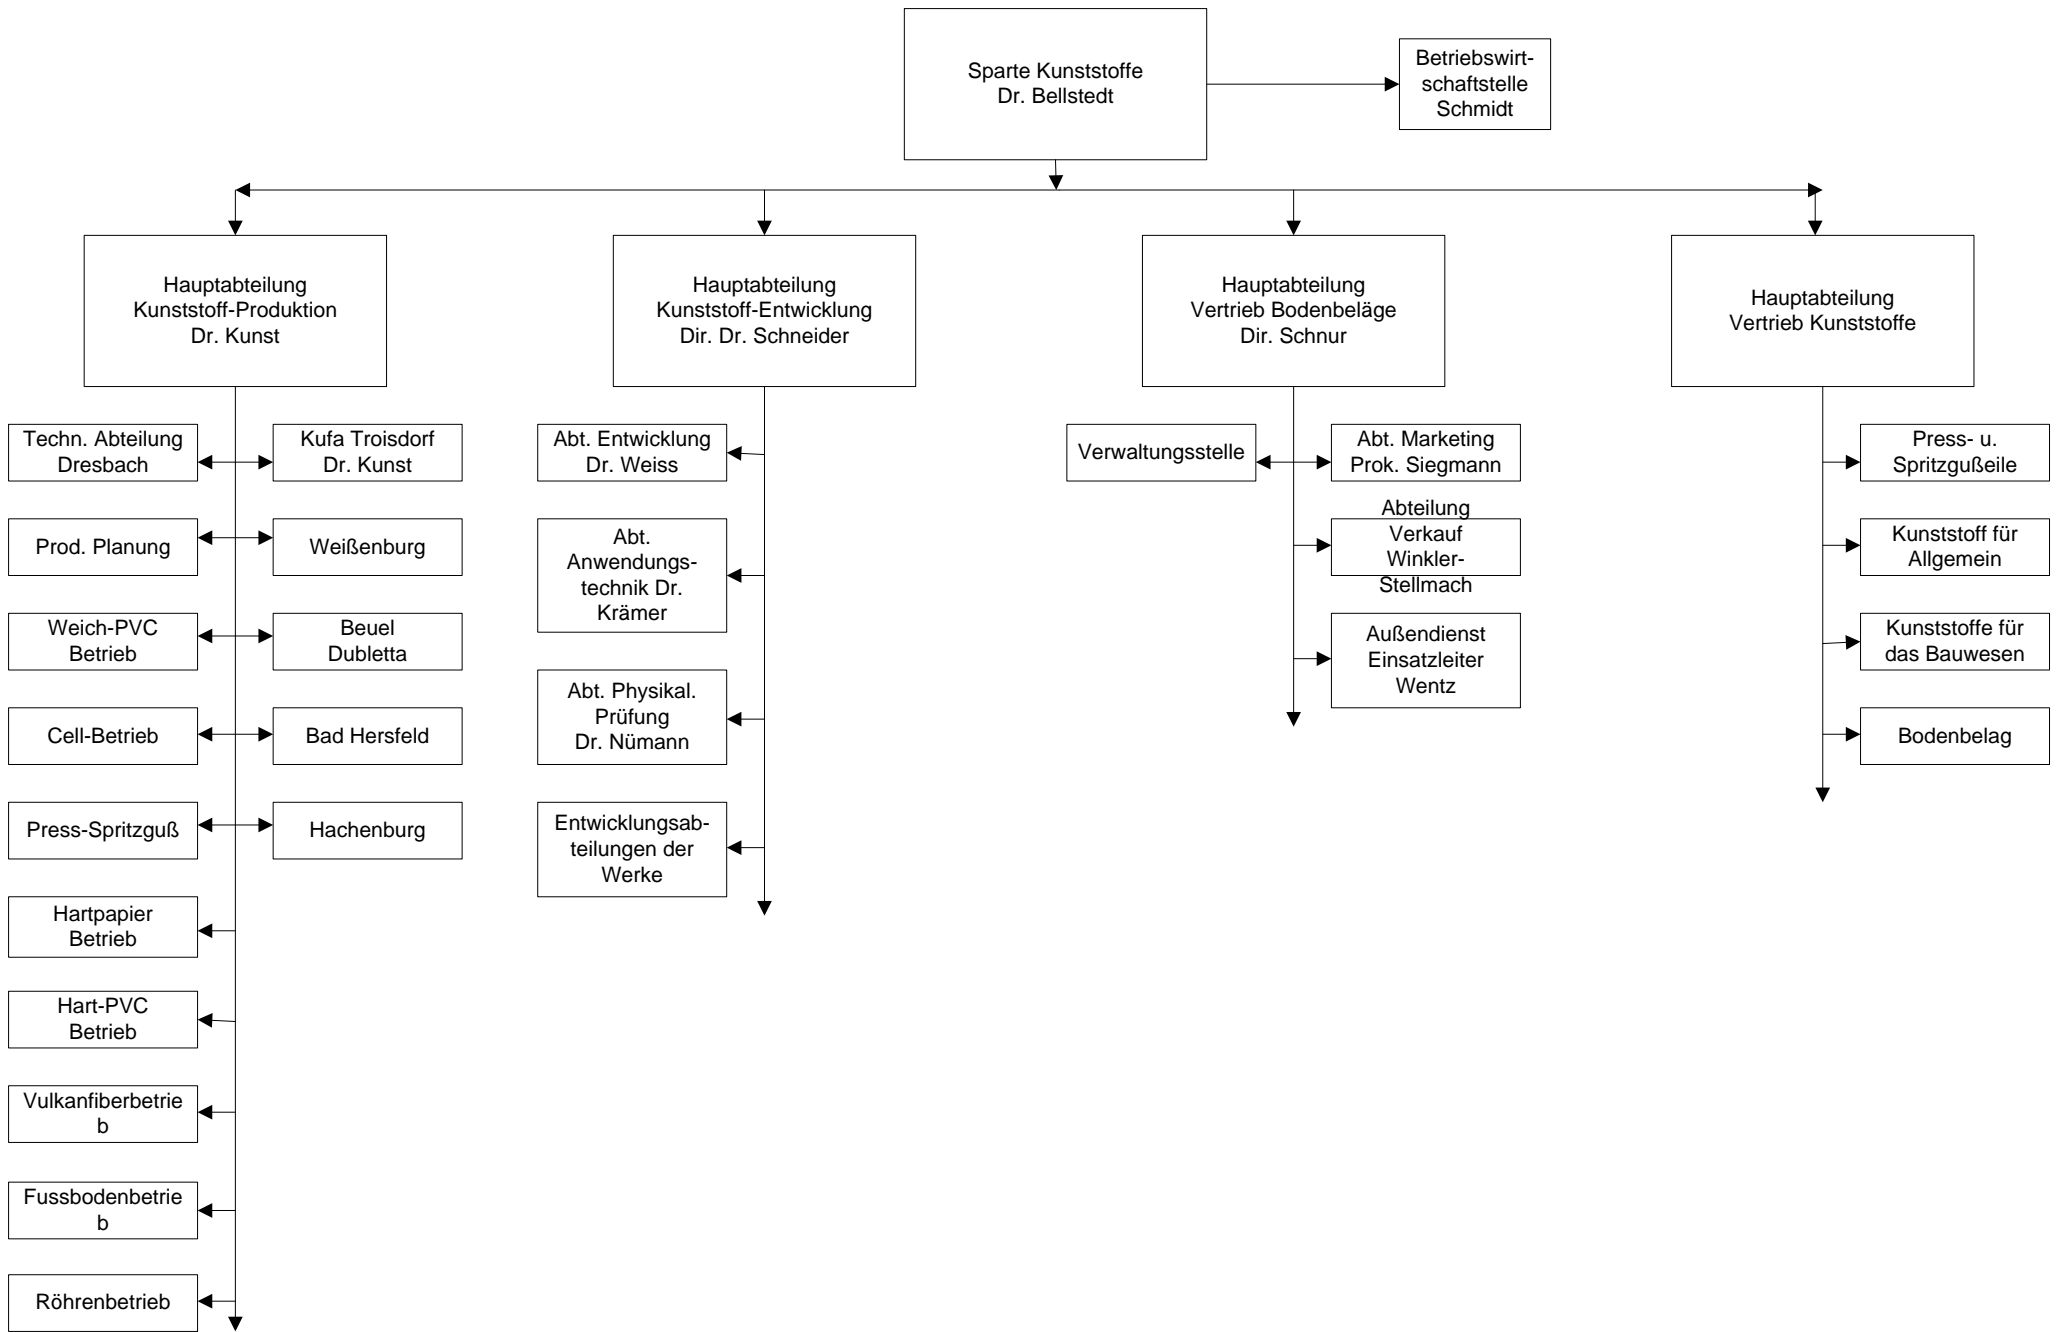 Sparte Kunststoffe
Dr. Bellstedt
Betriebswirt-
schaftstelle
Schmidt
Hauptabteilung
Kunststoff-Produktion
Dr. Kunst
Hauptabteilung
Kunststoff-Entwicklung
Dir. Dr. Schneider
Hauptabteilung
Vertrieb Bodenbeläge
Dir. Schnur
Hauptabteilung
Vertrieb Kunststoffe
Techn. Abteilung
Dresbach
Kufa Troisdorf
Dr. Kunst
Prod. Planung
Weißenburg
Weich-PVC
Betrieb
Beuel
Dubletta
Cell-Betrieb
Bad Hersfeld
Press-Spritzguß
Hachenburg
Hartpapier
Betrieb
Hart-PVC
Betrieb
Vulkanfiberbetrie
b
Fussbodenbetrie
b
Röhrenbetrieb
Abt. Entwicklung
Dr. Weiss
Abt.
Anwendungs-
technik Dr.
Krämer
Abt. Physikal.
Prüfung
Dr. Nümann
Entwicklungsab-
teilungen der
Werke
Verwaltungsstelle
Abt. Marketing
Prok. Siegmann
Abteilung
Verkauf
Winkler-
Stellmach
Außendienst
Einsatzleiter
Wentz
Press- u.
Spritzgußeile
Kunststoff für
Allgemein
Kunststoffe für
das Bauwesen
Bodenbelag